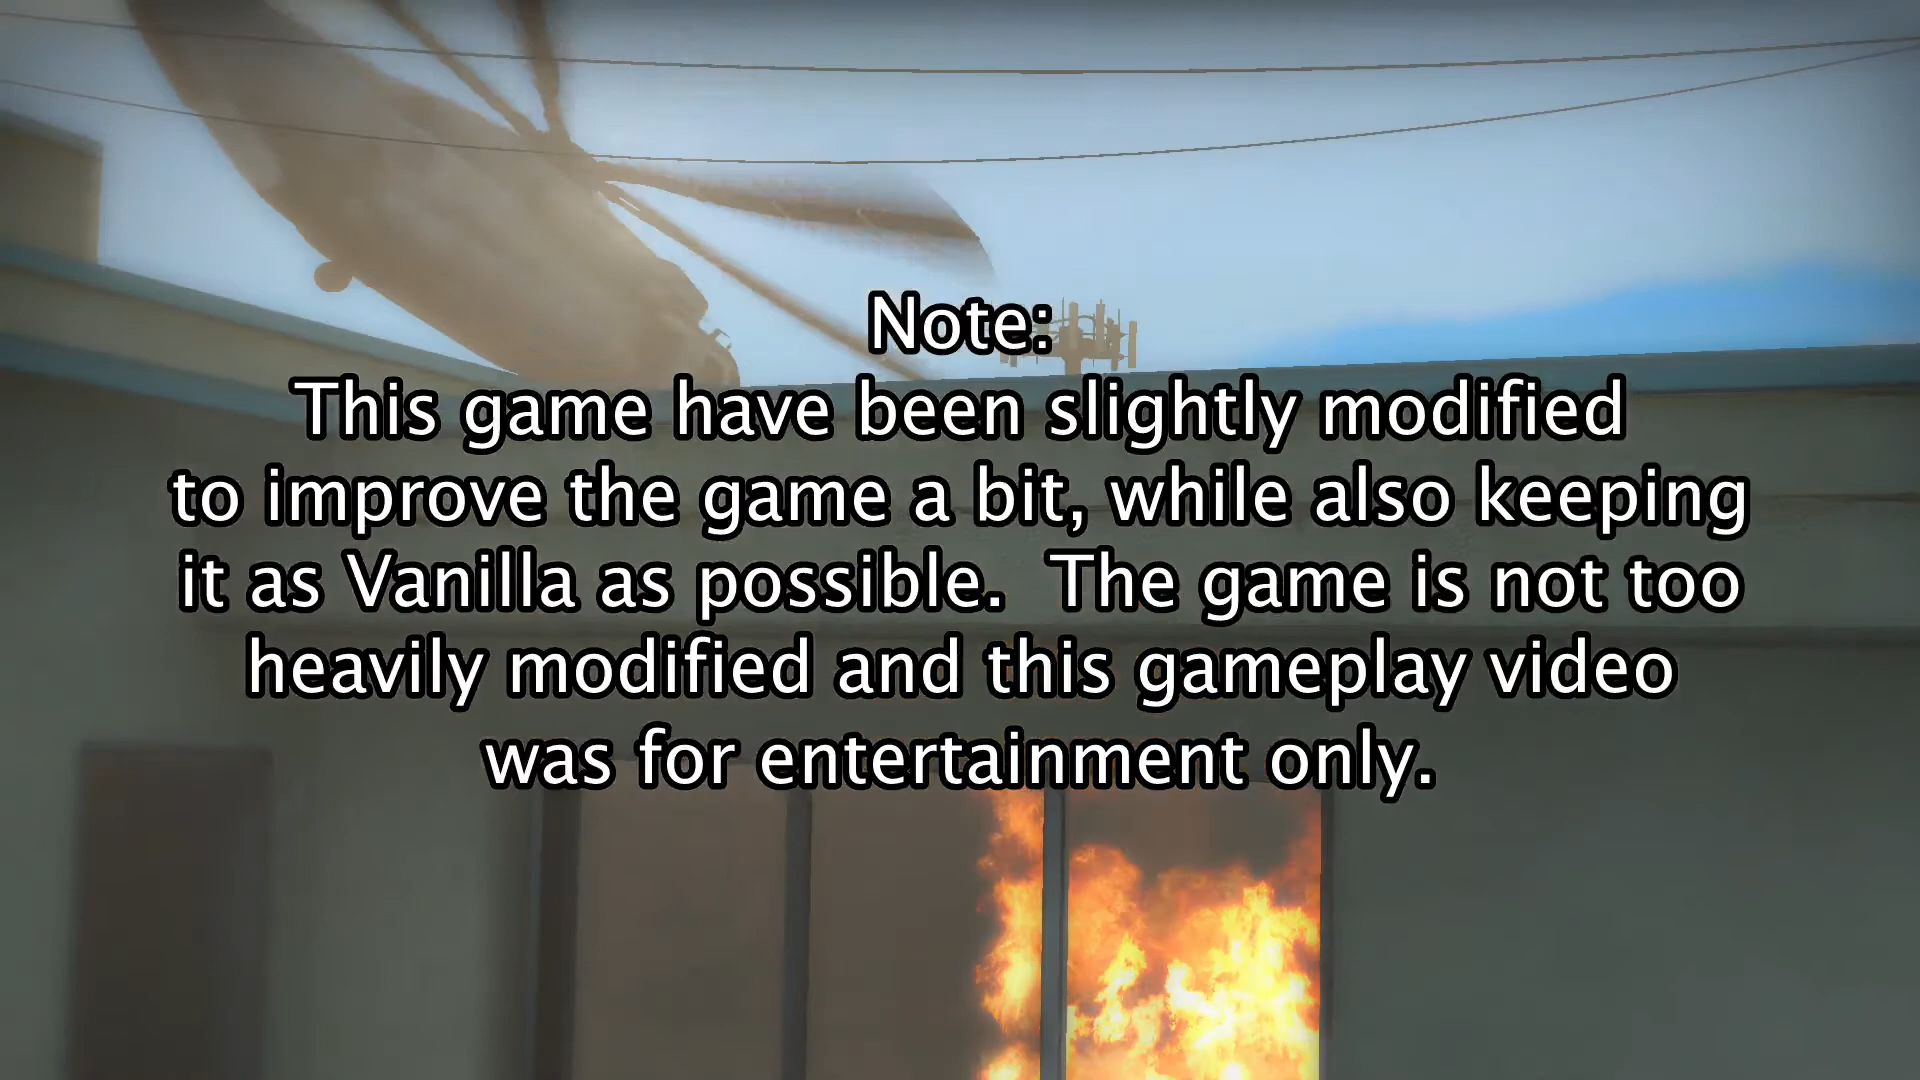 Note:
This game have been slightly modified
to improve the game a bit, while also keeping
it as Vanilla as possible.  The game is not too
heavily modified and this gameplay video
was for entertainment only.